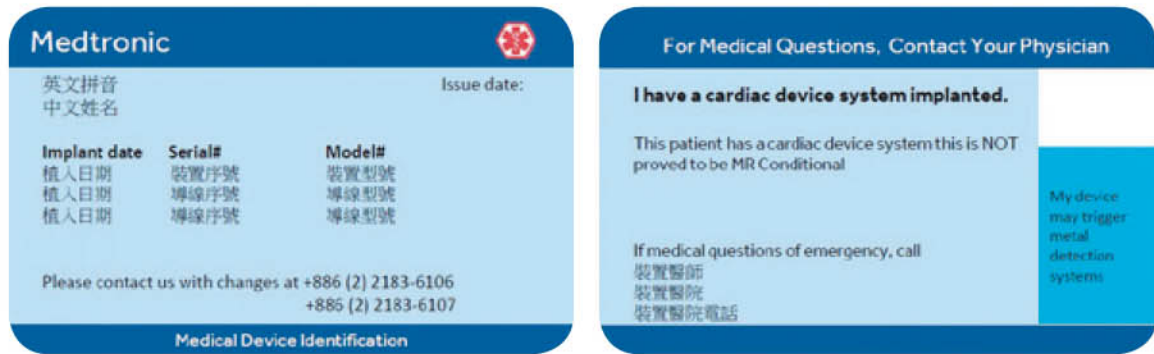 Medtronic
英文拼音
Issue date:
中文姓名
Implant date Serial# Model#
植入日期 裝置序號 裝置型號
植入日期 導線序號 導線型號
植入日期 導線序號 導線型號
Please contact us with changes at +886 (2) 2183-6106
+886 (2) 2183-6107
Medical Device Identification
For Medical Questions, Contact Your Physician
I have a cardiac device system implanted.
This patient has a cardiac device system this is NOT
proved to be MR Conditional
My device
may trigger
metal
detection
systems
If medical questions of emergency, call
裝置醫師
裝置醫院
裝置醫院電話